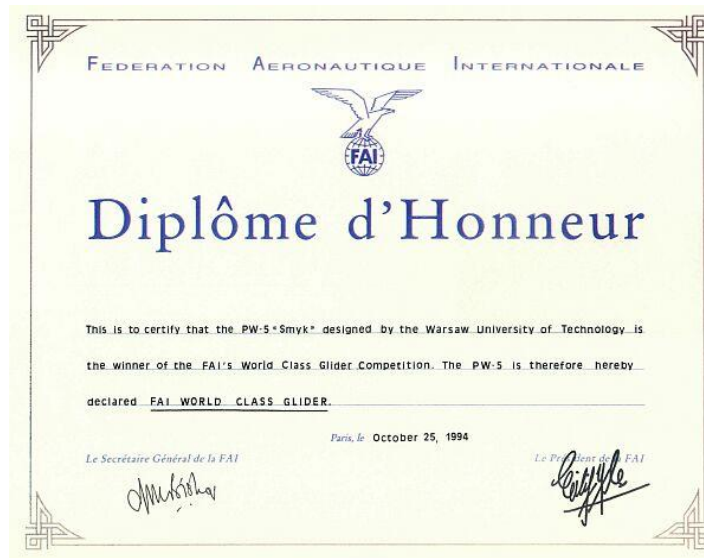 FEDERATION AERONAUTIQUE INTERNATIONALE
FAI
Diplôme d'Honneur
This is to certify that the PW-5 "Smyk" designed by the Warsaw University of Technology is
the winner of the FAI's World Class Glider Competition. The PW-5 is therefore hereby
declared FAI WORLD CLASS GLIDER.
Paris, le October 25, 1994
Le Secrétaire Général de la FAI
Le Président de la FAI